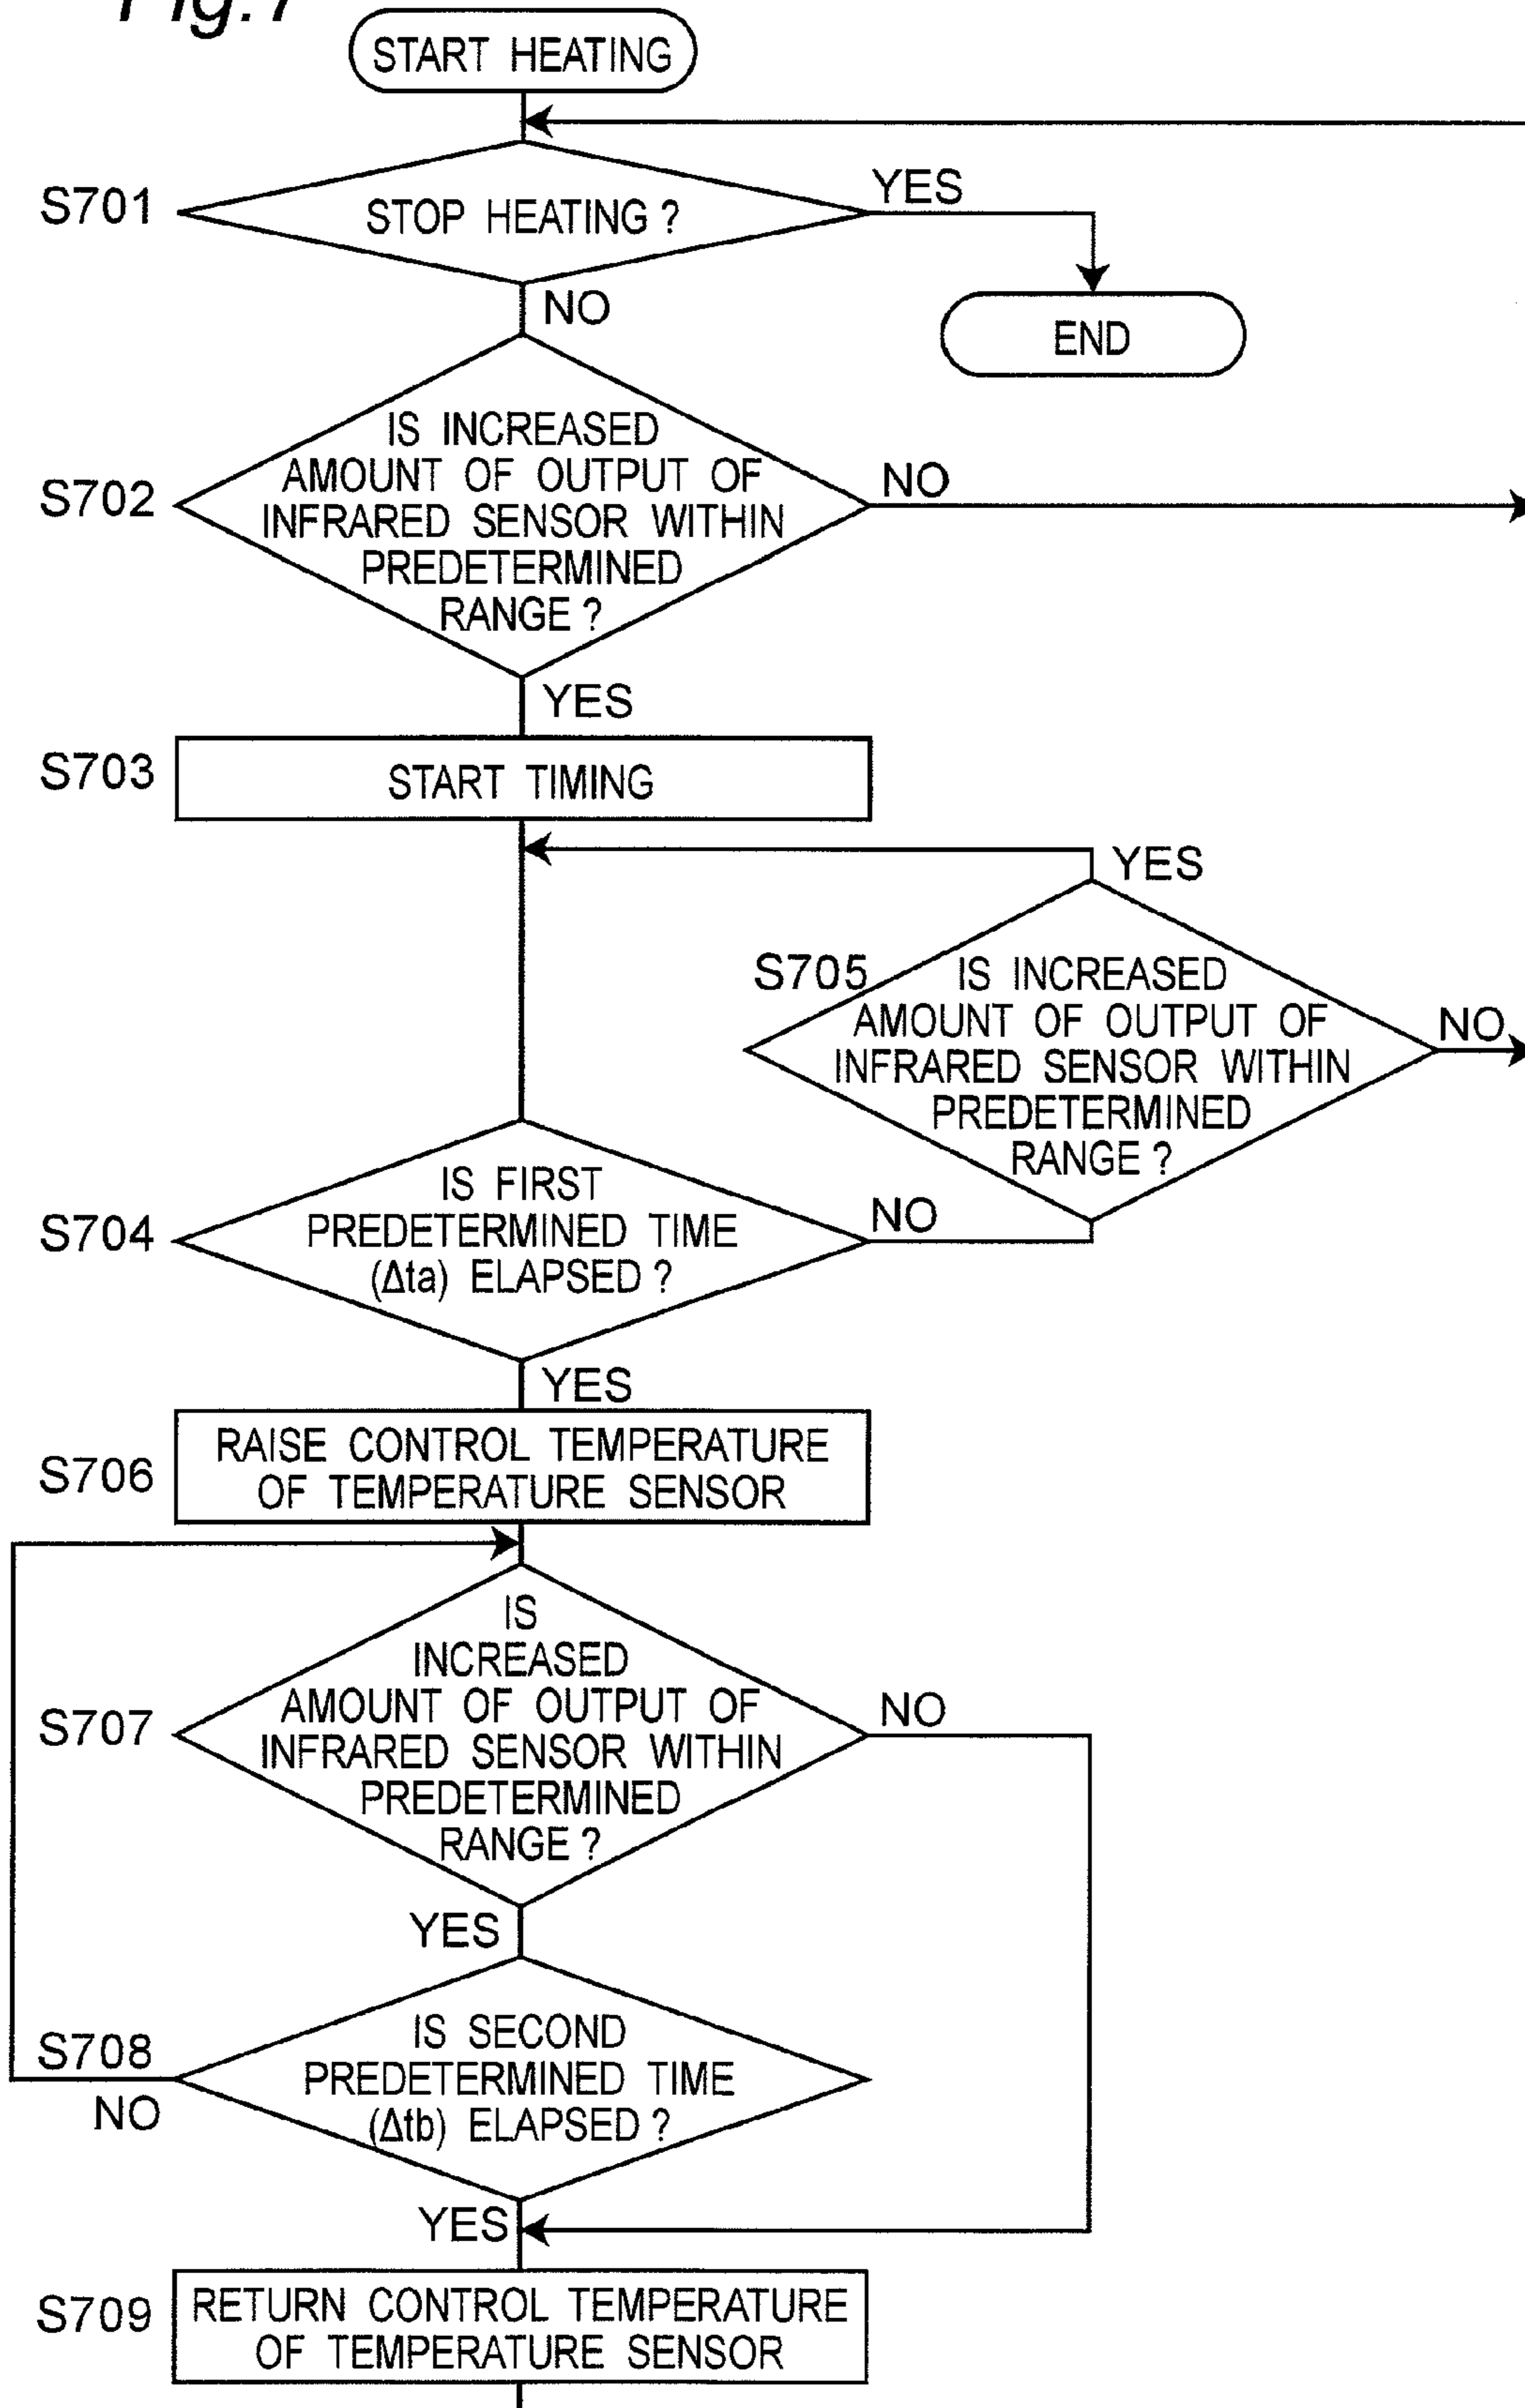 Fig.7
START HEATING
S701
STOP HEATING ?
YES
NO
END
S702
IS INCREASED
AMOUNT OF OUTPUT OF
INFRARED SENSOR WITHIN
PREDETERMINED
RANGE ?
NO
YES
S703
START TIMING
YES
S705
IS INCREASED
AMOUNT OF OUTPUT OF
INFRARED SENSOR WITHIN
PREDETERMINED
RANGE ?
NO
S704
IS FIRST
PREDETERMINED TIME
(Δta) ELAPSED ?
NO
YES
S706
RAISE CONTROL TEMPERATURE
OF TEMPERATURE SENSOR
S707
IS
INCREASED
AMOUNT OF OUTPUT OF
INFRARED SENSOR WITHIN
PREDETERMINED
RANGE ?
NO
YES
S708
IS SECOND
PREDETERMINED TIME
(Δtb) ELAPSED ?
NO
YES
S709
RETURN CONTROL TEMPERATURE
OF TEMPERATURE SENSOR